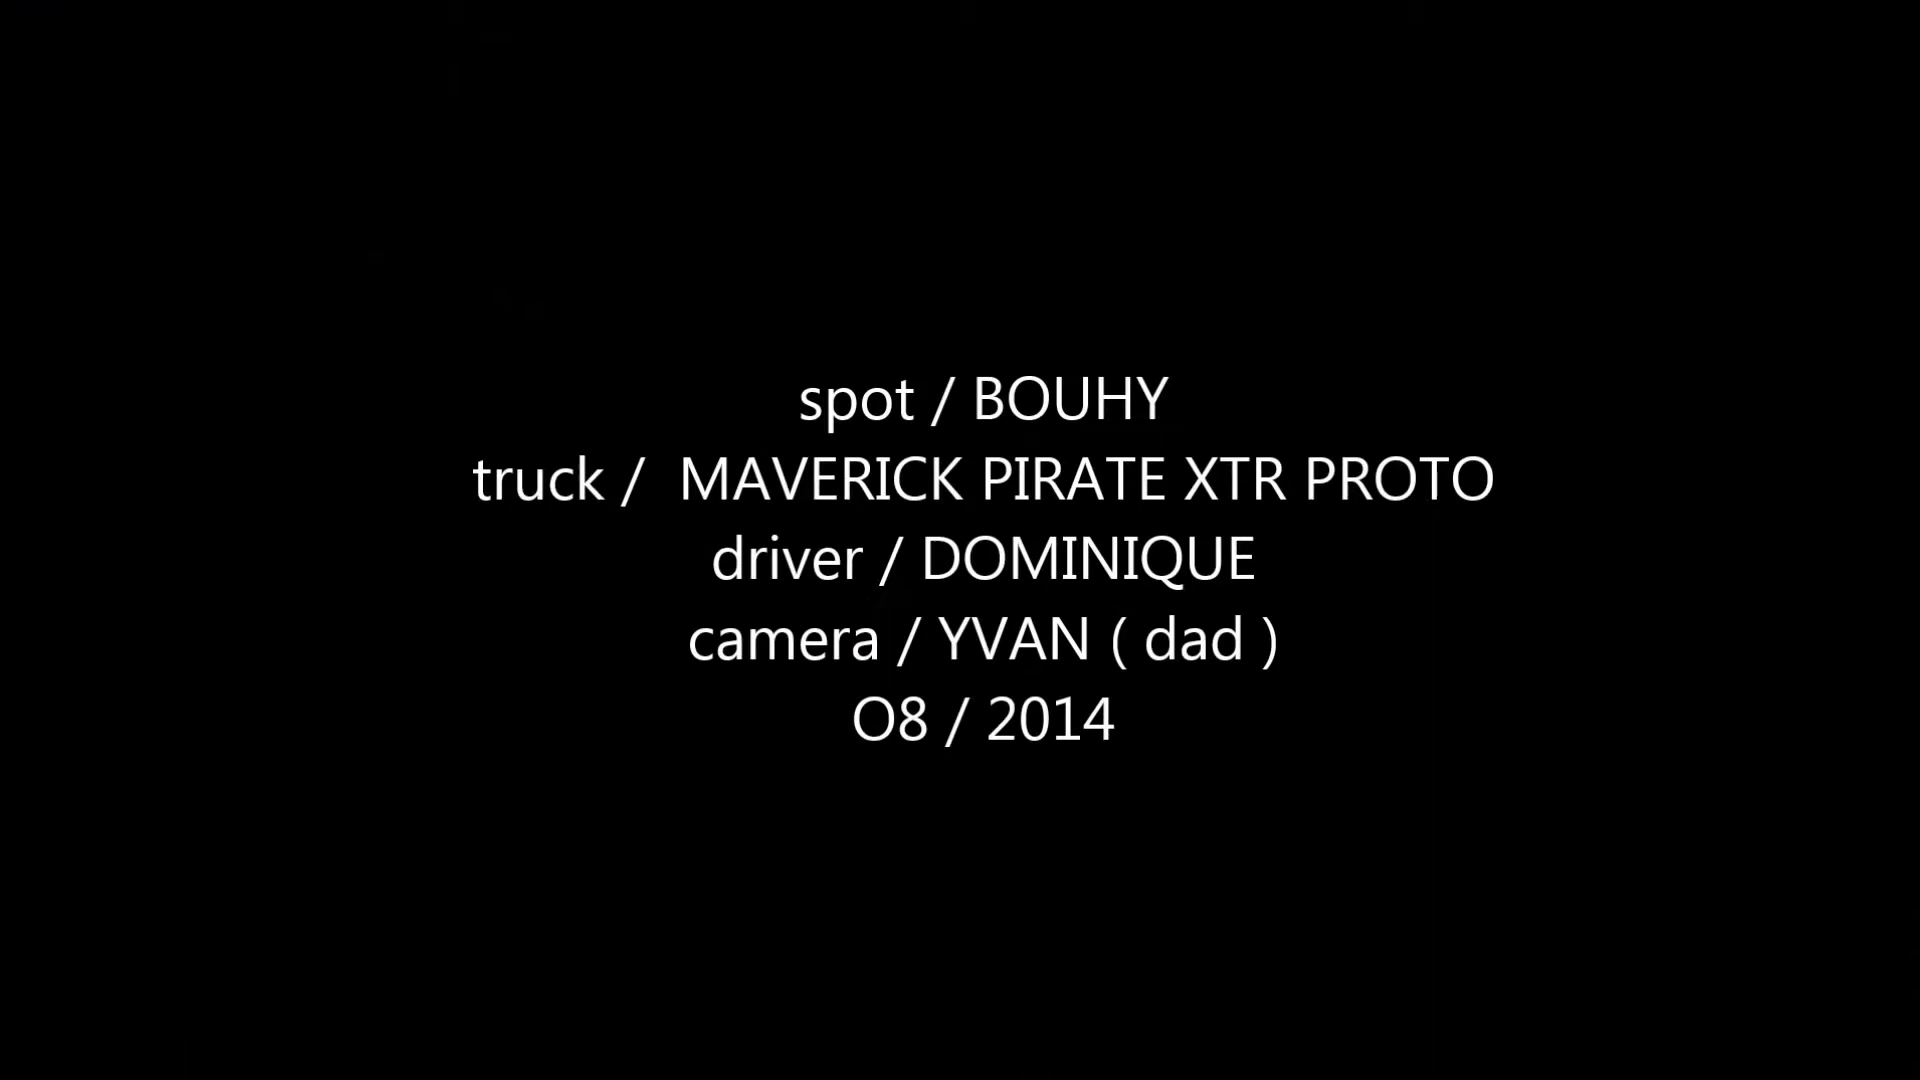 spot / BOUHY
truck /  MAVERICK PIRATE XTR PROTO
driver / DOMINIQUE
camera / YVAN ( dad )
O8 / 2014